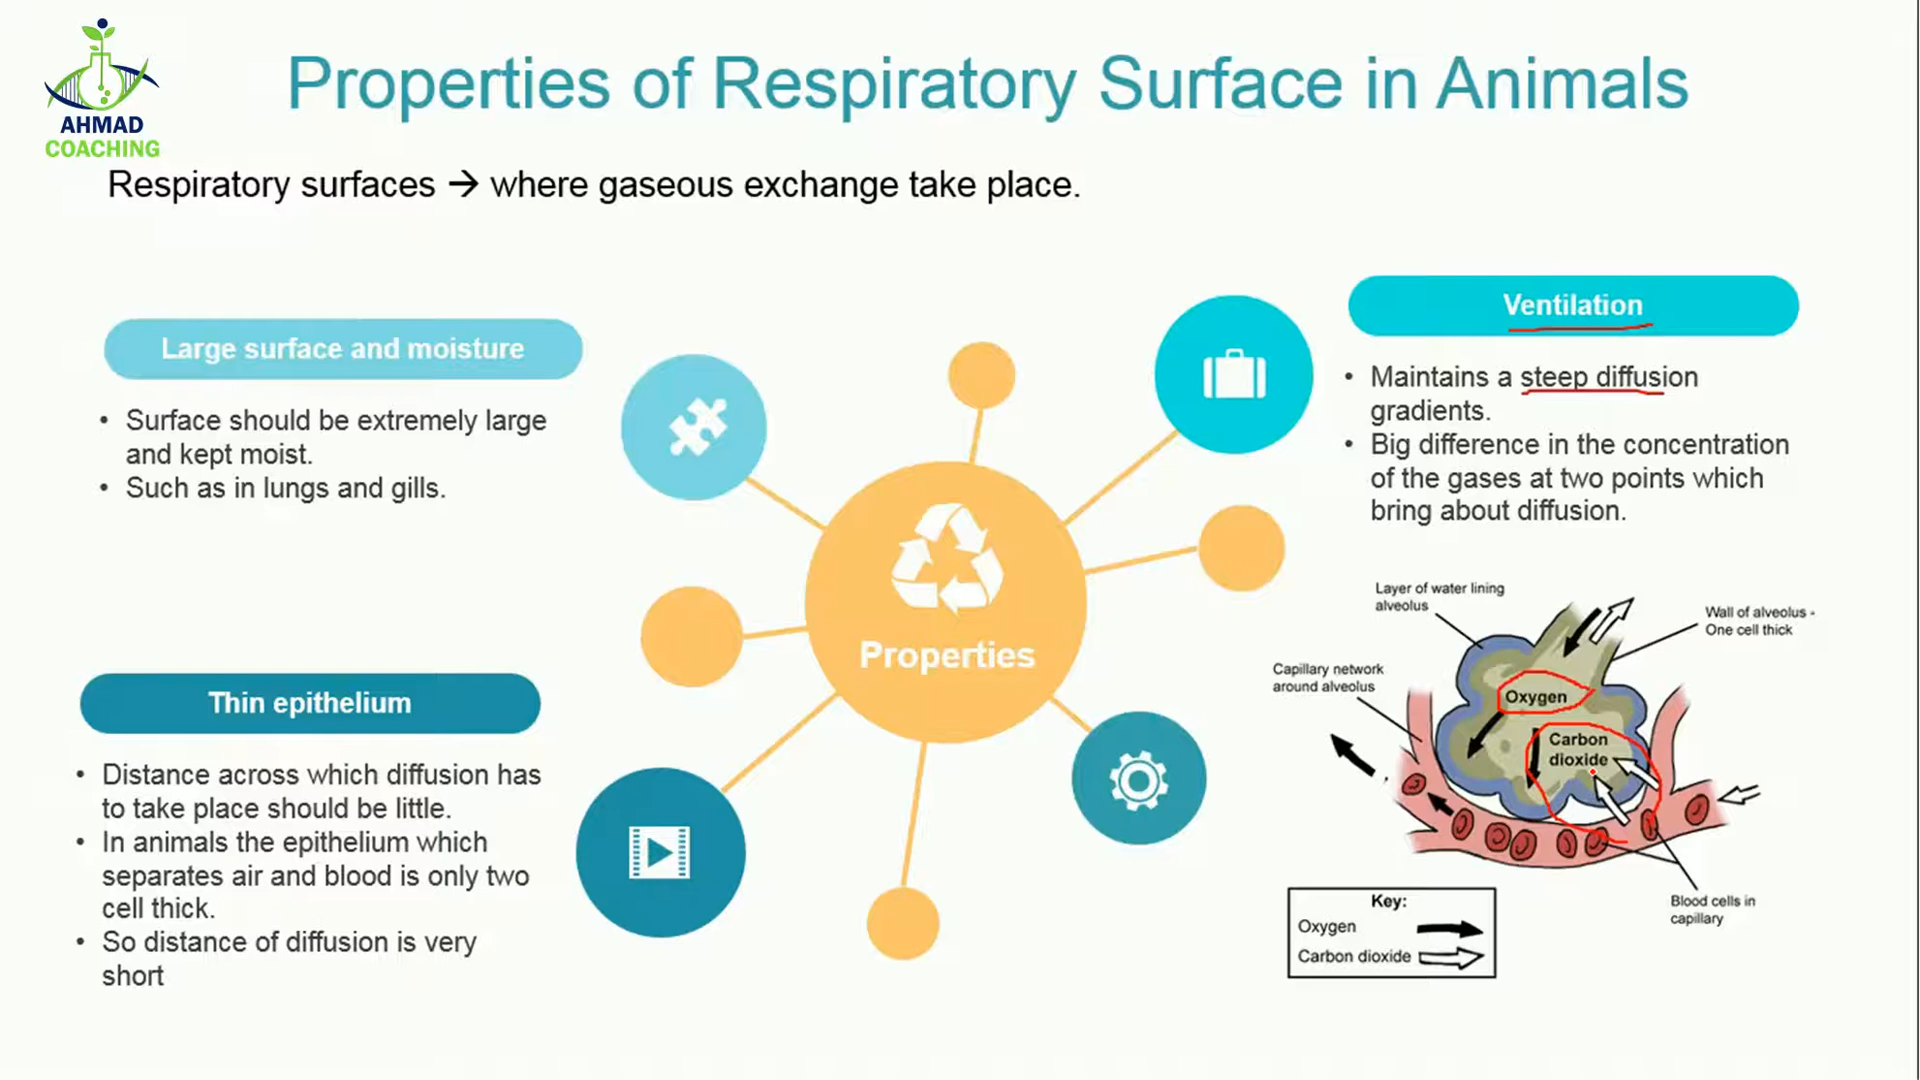 AHMAD
COACHING
Properties of Respiratory Surface in Animals
Respiratory surfaces → where gaseous exchange take place.
Large surface and moisture
• Surface should be extremely large
and kept moist.
• Such as in lungs and gills.
Thin epithelium
• Distance across which diffusion has
to take place should be little.
• In animals the epithelium which
separates air and blood is only two
cell thick.
• So distance of diffusion is very
short
Properties
Ventilation
• Maintains a steep diffusion
gradients.
• Big difference in the concentration
of the gases at two points which
bring about diffusion.
Layer of water lining
alveolus
Wall of alveolus -
One cell thick
Capillary network
around alveolus
Oxygen
Carbon
dioxide
Blood cells in
capillary
Key:
Oxygen
Carbon dioxide